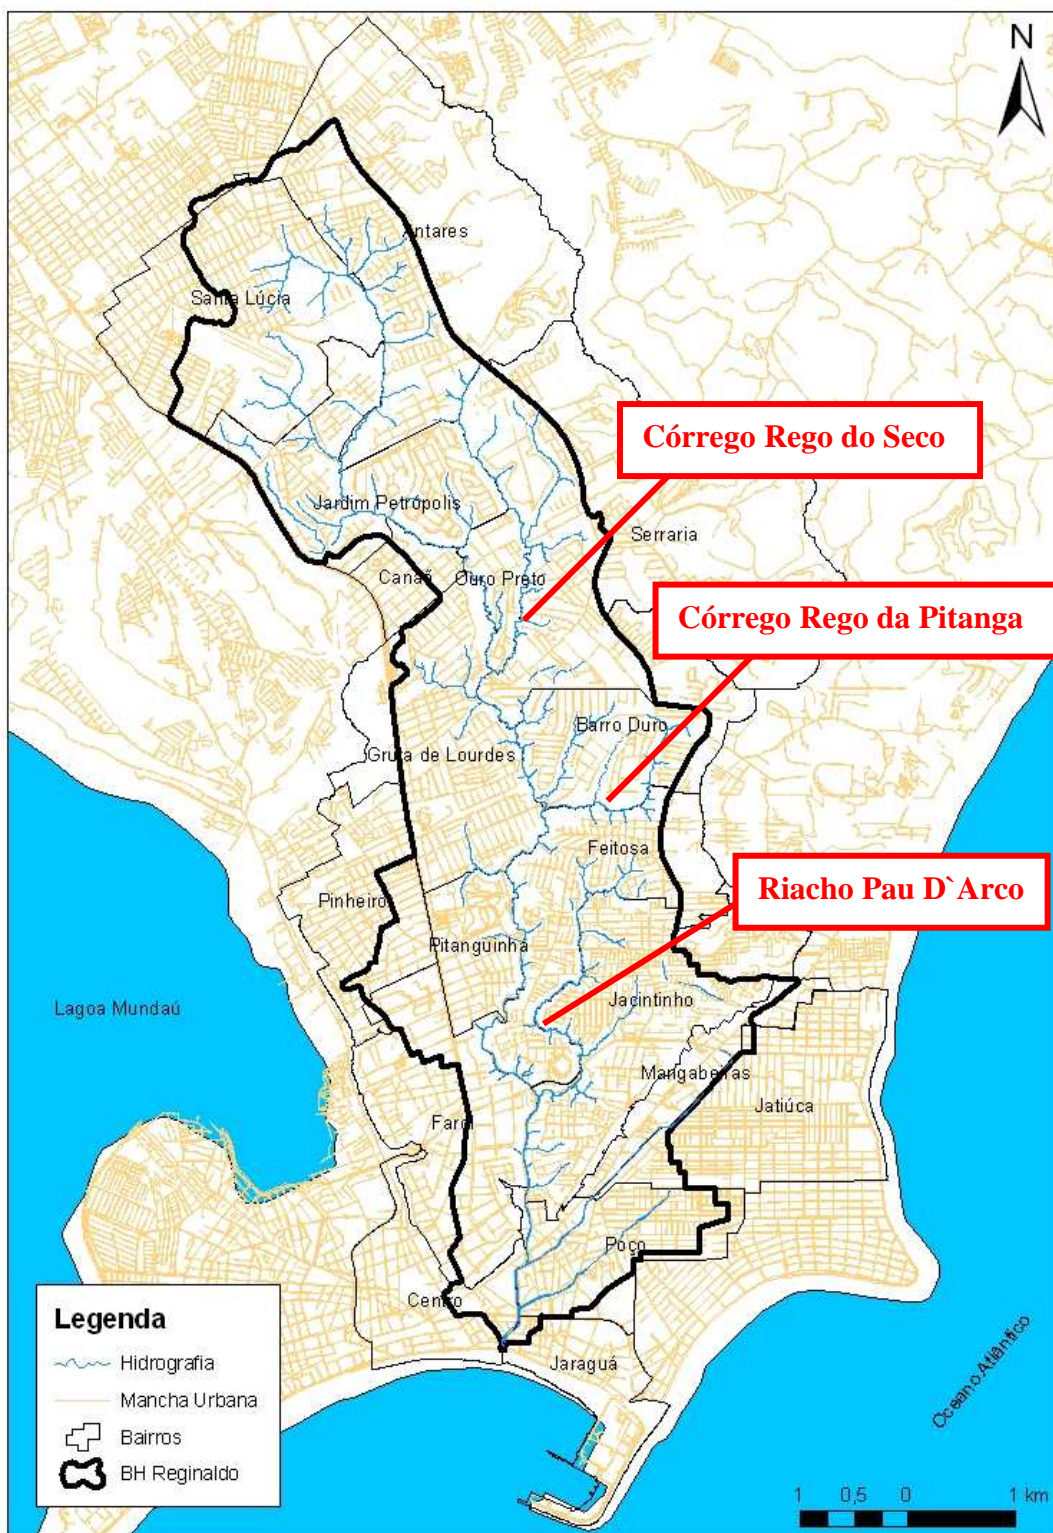 N
Antares
Santa Lúcia
Córrego Rego do Seco
Jardim Petrópolis
Serraria
Canaã
Ouro Preto
Córrego Rego da Pitanga
Barro Duro
Gruta de Lourdes
Feitosa
Riacho Pau D`Arco
Pinheiro
Pitanguinha
Lagoa Mundaú
Jacintinho
Mangabeiras
Jatiúca
Farol
Poço
Centro
Jaraguá
Oceano Atlântico
Legenda
Hidrografia
Mancha Urbana
Bairros
BH Reginaldo
1 0,5 0 1 km